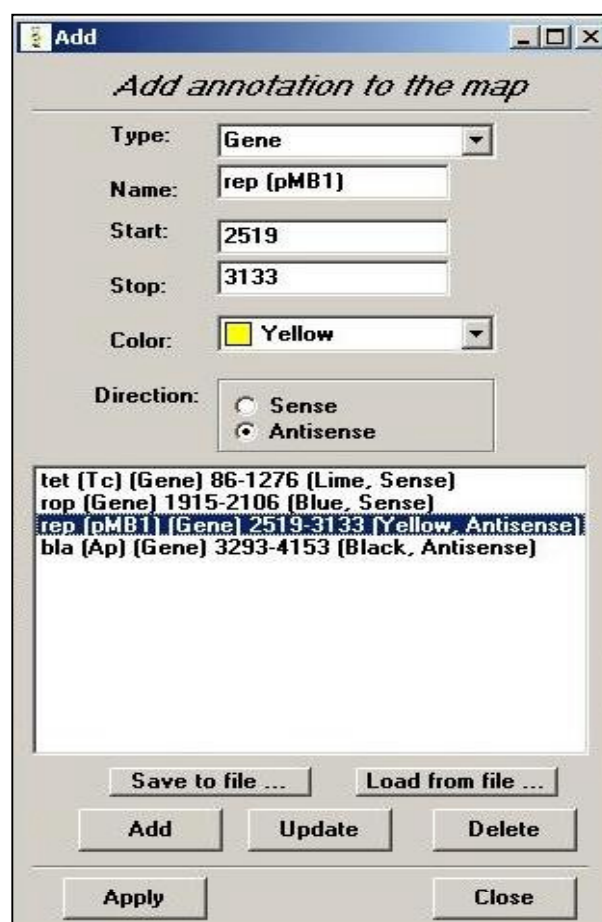 Add
Add annotation to the map
Type: Gene
Name: rep (pMB1)
Start: 2519
Stop: 3133
Color: Yellow
Direction: Sense
Antisense
tet (Tc) (Gene) 86-1276 (Lime, Sense)
rop (Gene) 1915-2106 (Blue, Sense)
rep (pMB1) (Gene) 2519-3133 (Yellow, Antisense)
bla (Ap) (Gene) 3293-4153 (Black, Antisense)
Save to file ... Load from file ...
Add Update Delete
Apply Close